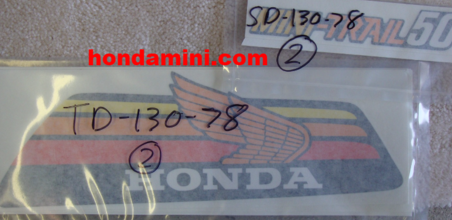 SD-130-78
MINI-TRAIL 50
2
hondamini.com
TD-130-78
2
HONDA